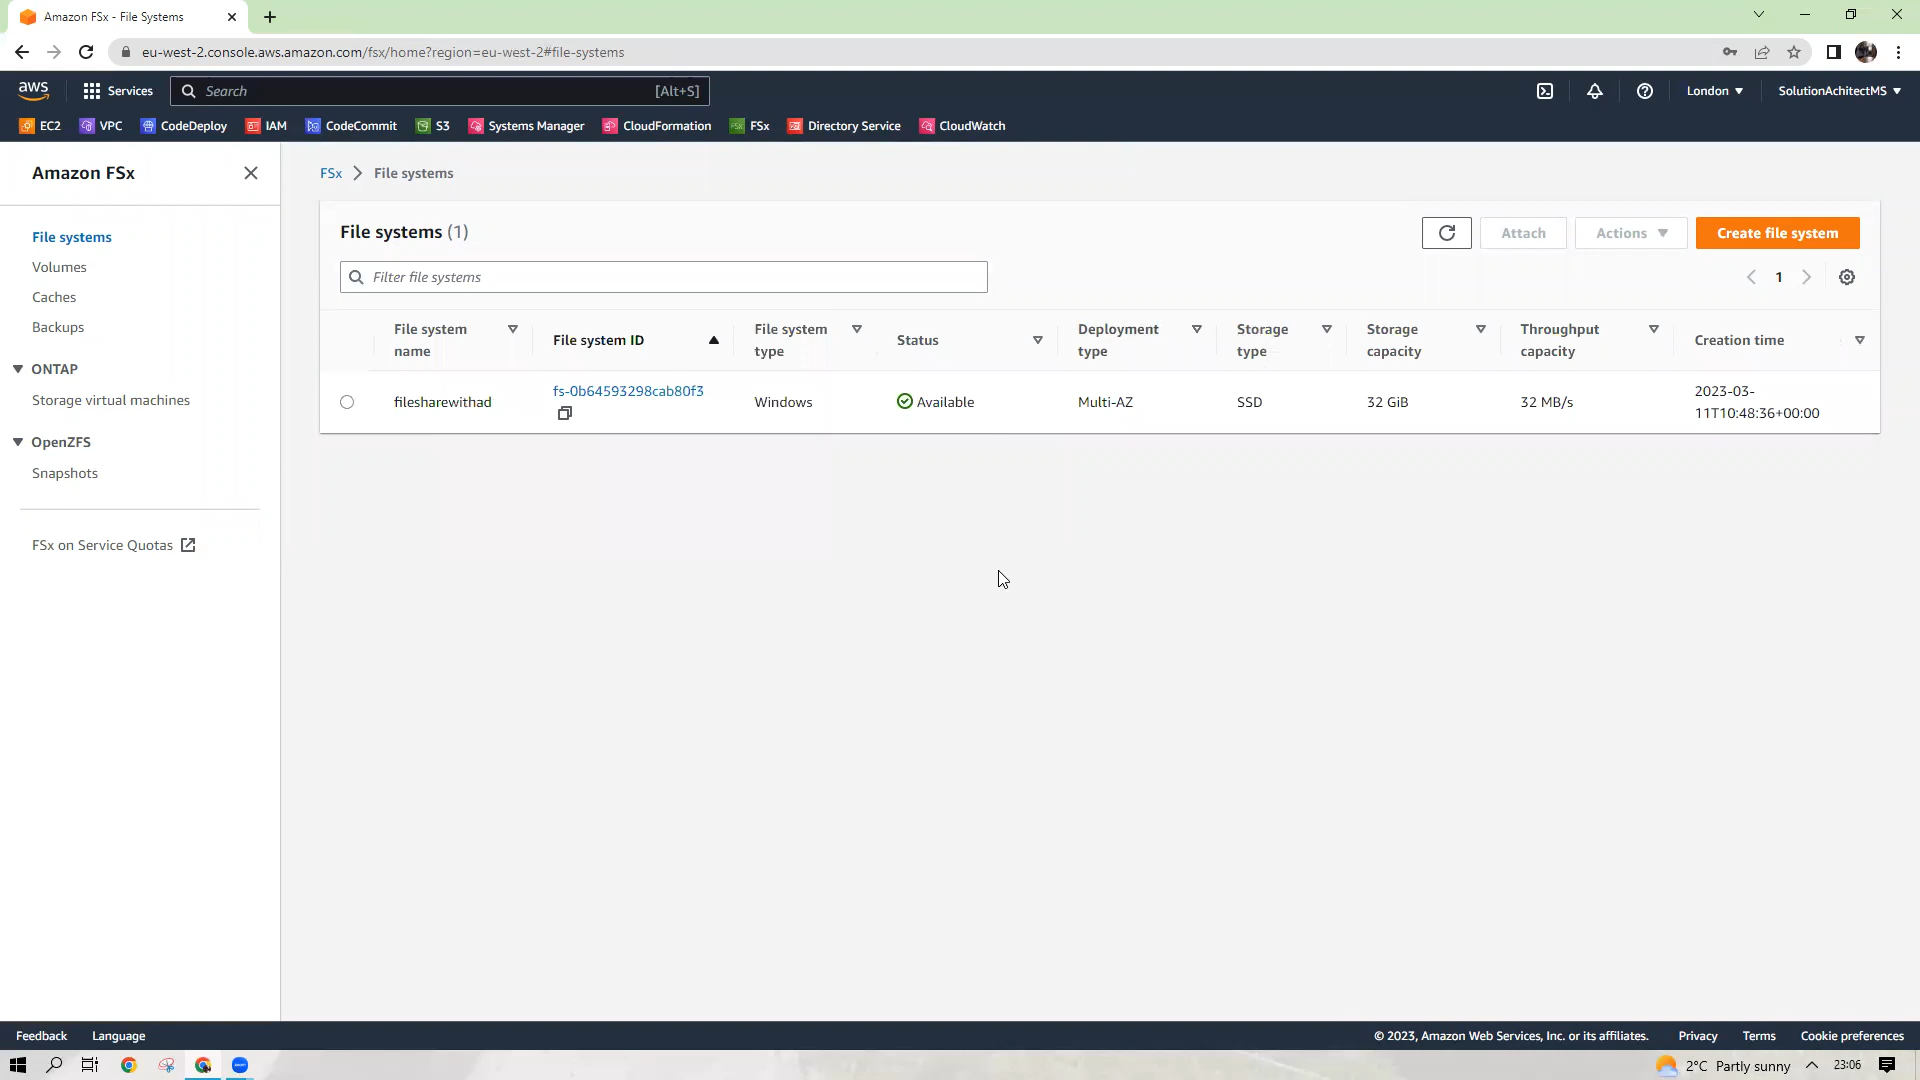 Amazon FSx - File Systems
eu-west-2.console.aws.amazon.com/fsx/home?region=eu-west-2#file-systems
aws
Services
Search
[Alt+S]
London
SolutionAchitectMS
EC2
VPC
CodeDeploy
IAM
CodeCommit
S3
Systems Manager
CloudFormation
FSx
Directory Service
CloudWatch
Amazon FSx
File systems
Volumes
Caches
Backups
ONTAP
Storage virtual machines
OpenZFS
Snapshots
FSx on Service Quotas
FSx
File systems
File systems (1)
Attach
Actions
Create file system
Filter file systems
1
File system
name
File system ID
File system
type
Status
Deployment
type
Storage
type
Storage
capacity
Throughput
capacity
Creation time
filesharewithad
fs-0b64593298cab80f3
Windows
Available
Multi-AZ
SSD
32 GiB
32 MB/s
2023-03-
11T10:48:36+00:00
Feedback
Language
© 2023, Amazon Web Services, Inc. or its affiliates.
Privacy
Terms
Cookie preferences
2°C Partly sunny
23:06